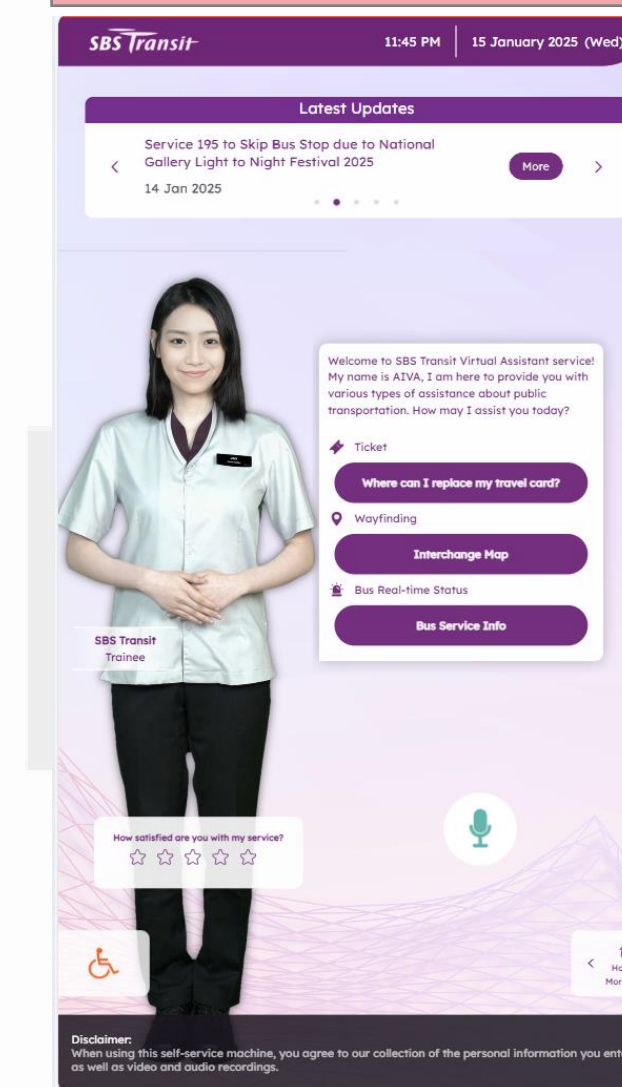 SBS Transit
11:45 PM
15 January 2025 (Wed)
Latest Updates
Service 195 to Skip Bus Stop due to National
Gallery Light to Night Festival 2025
More
14 Jan 2025
Welcome to SBS Transit Virtual Assistant service!
My name is AIVA, I am here to provide you with
various types of assistance about public
transportation. How may I assist you today?
Ticket
Where can I replace my travel card?
Wayfinding
Interchange Map
Bus Real-time Status
Bus Service Info
SBS Transit
Trainee
How satisfied are you with my service?
Disclaimer:
When using this self-service machine, you agree to our collection of the personal information you ente
as well as video and audio recordings.